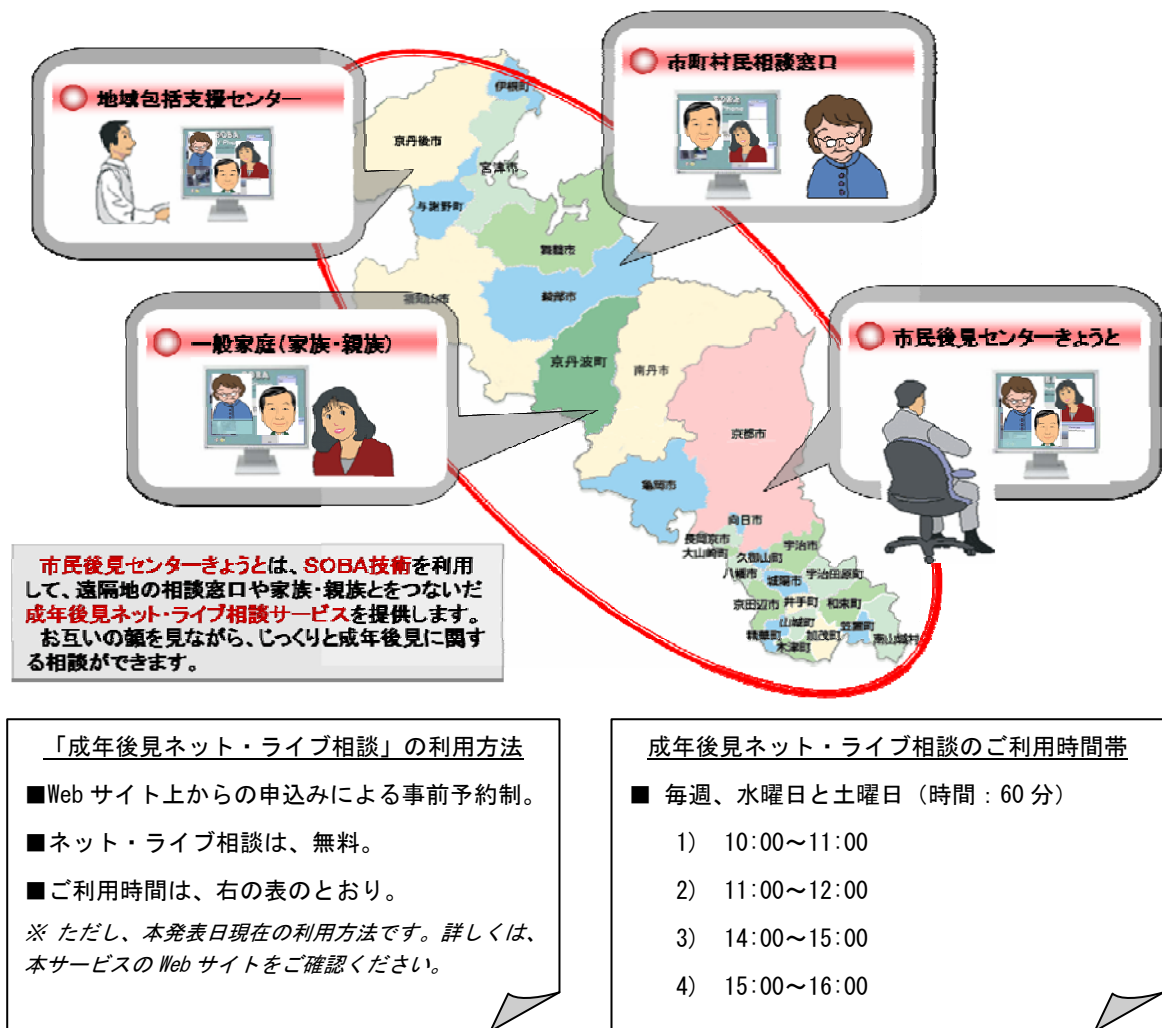 地域包括支援センター
市町村民相談窓口
一般家庭(家族・親族)
市民後見センターきょうと
伊根町
京丹後市
宮津市
与謝野町
舞鶴市
綾部市
福知山市
京丹波町
南丹市
京都市
亀岡市
向日市
長岡京市
大山崎町
宇治市
久御山町
八幡市
城陽市
宇治田原町
京田辺市
井手町
和束町
山城町
笠置町
精華町
加茂町
南山城村
木津町
市民後見センターきょうとは、SOBA技術を利用
して、遠隔地の相談窓口や家族・親族とをつないだ
成年後見ネット・ライブ相談サービスを提供します。
お互いの顔を見ながら、じっくりと成年後見に関す
る相談ができます。
「成年後見ネット・ライブ相談」の利用方法
■Web サイト上からの申込みによる事前予約制。
■ネット・ライブ相談は、無料。
■ご利用時間は、右の表のとおり。
※ ただし、本発表日現在の利用方法です。詳しくは、
本サービスの Web サイトをご確認ください。
成年後見ネット・ライブ相談のご利用時間帯
■ 毎週、水曜日と土曜日（時間：60 分）
1) 10:00～11:00
2) 11:00～12:00
3) 14:00～15:00
4) 15:00～16:00